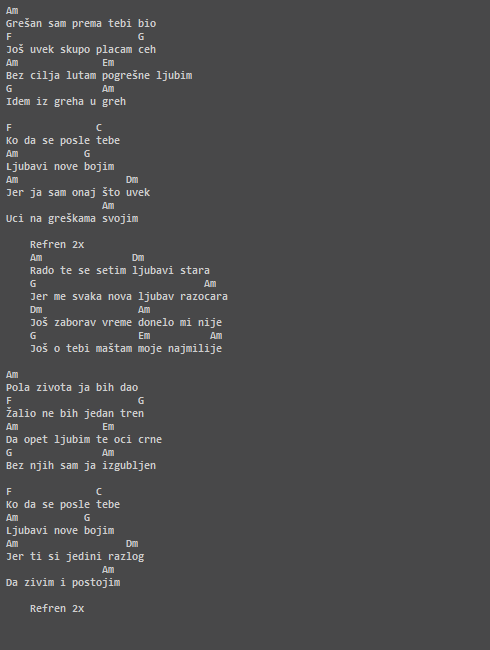 Am
Grešan sam prema tebi bio
F                     G
Još uvek skupo placam ceh
Am              Em
Bez cilja lutam pogrešne ljubim
G               Am
Idem iz greha u greh

F              C
Ko da se posle tebe
Am           G
Ljubavi nove bojim
Am                  Dm
Jer ja sam onaj što uvek
                Am
Uci na greškama svojim

    Refren 2x
    Am               Dm
    Rado te se setim ljubavi stara
    G                            Am
    Jer me svaka nova ljubav razocara
    Dm                Am
    Još zaborav vreme donelo mi nije
    G                 Em          Am
    Još o tebi maštam moje najmilije

Am
Pola zivota ja bih dao
F                     G
Žalio ne bih jedan tren
Am              Em
Da opet ljubim te oci crne
G               Am
Bez njih sam ja izgubljen

F              C
Ko da se posle tebe
Am           G
Ljubavi nove bojim
Am                  Dm
Jer ti si jedini razlog
                Am
Da zivim i postojim

    Refren 2x